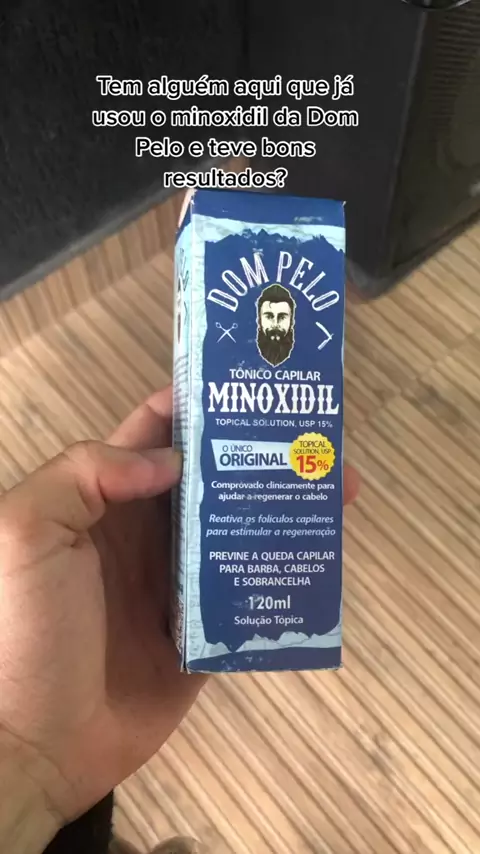 Tem alguém aqui que já
usou o minoxidil da Dom
Pelo e teve bons
resultados?
DOM PELO
TÔNICO CAPILAR
MINOXIDIL
TOPICAL SOLUTION, USP 15%
O ÚNICO
ORIGINAL
TOPICAL
SOLUTION, USP
15%
Comprovado clinicamente para
ajudar a regenerar o cabelo
Reativa os folículos capilares
para estimular a regeneração
PREVINE A QUEDA CAPILAR
PARA BARBA, CABELOS
E SOBRANCELHA
120ml
Solução Tópica